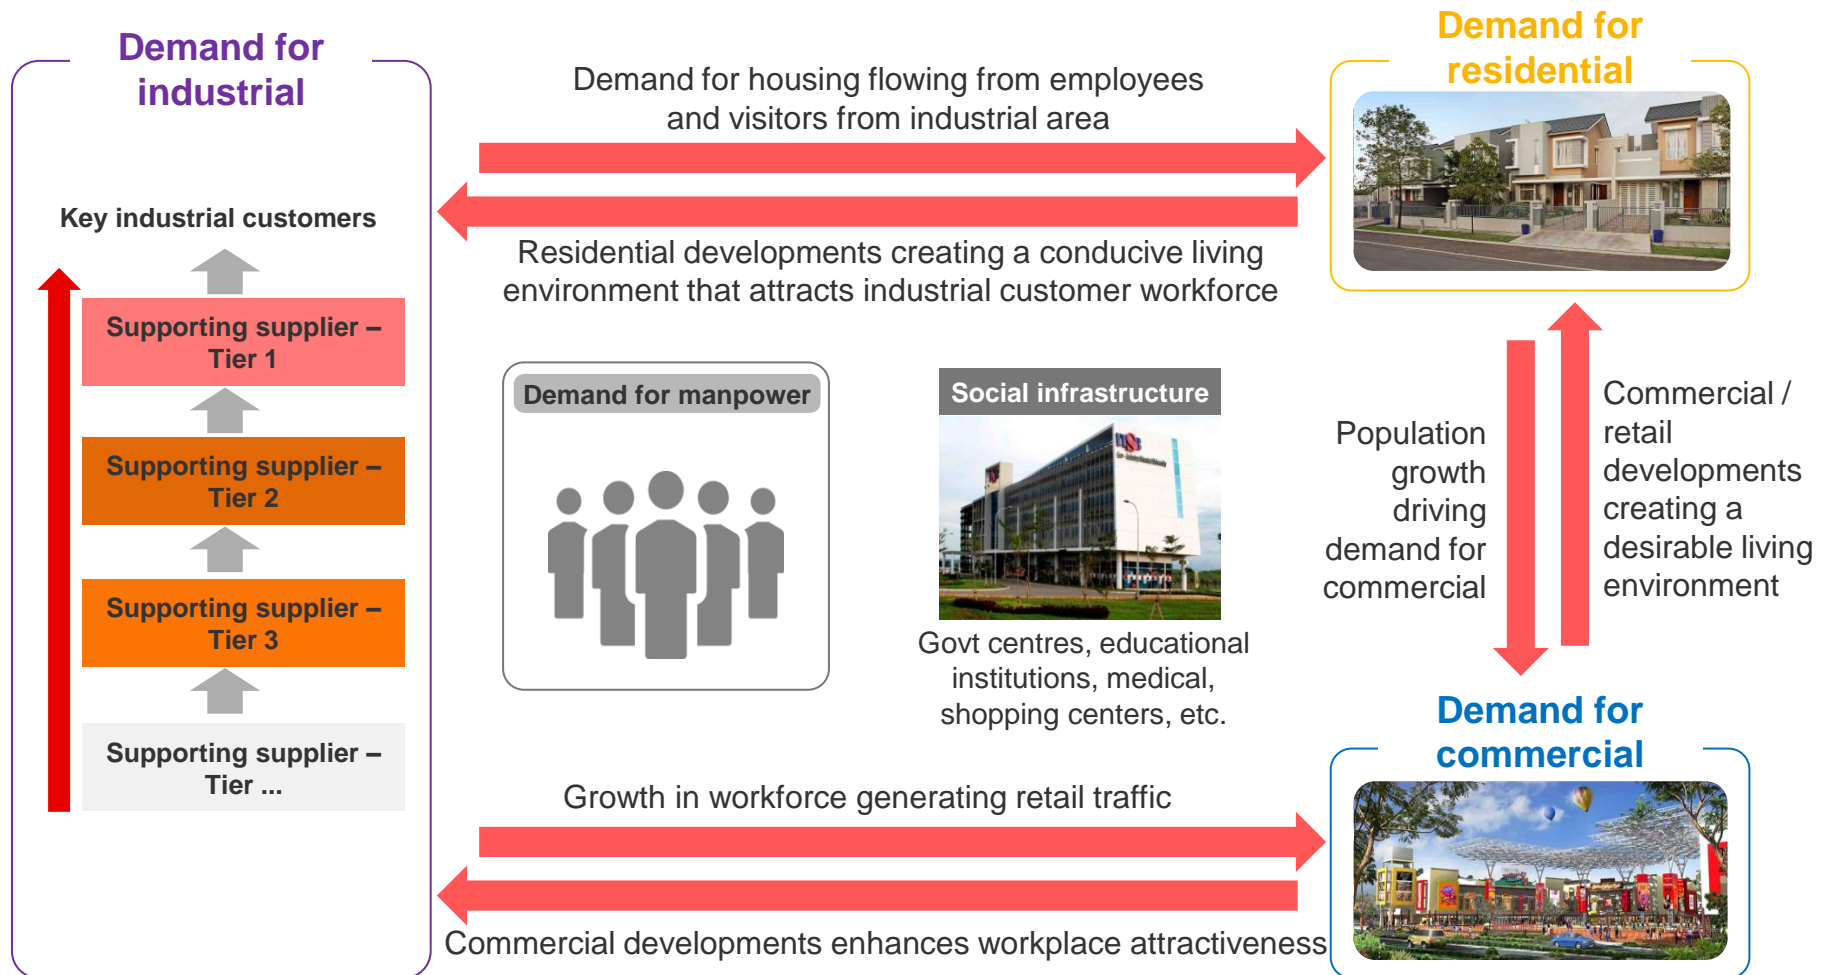 Demand for
industrial
Key industrial customers
Supporting supplier –
Tier 1
Supporting supplier –
Tier 2
Supporting supplier –
Tier 3
Supporting supplier –
Tier ...
Demand for housing flowing from employees
and visitors from industrial area
Residential developments creating a conducive living
environment that attracts industrial customer workforce
Demand for manpower
Social infrastructure
Govt centres, educational
institutions, medical,
shopping centers, etc.
Growth in workforce generating retail traffic
Commercial developments enhances workplace attractiveness
Demand for
residential
Population
growth
driving
demand for
commercial
Commercial /
retail
developments
creating a
desirable living
environment
Demand for
commercial